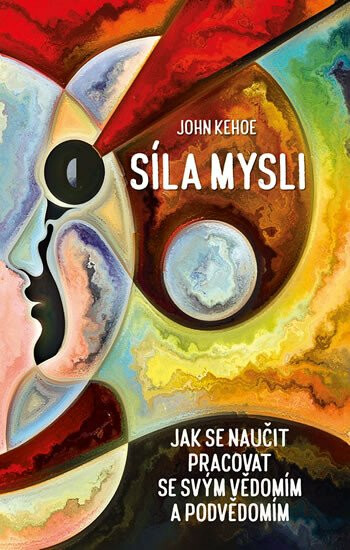 JOHN KEHOE
SÍLA MYSLI
JAK SE NAUČIT
PRACOVAT
SE SVÝM VĚDOMÍM
A PODVĚDOMÍM